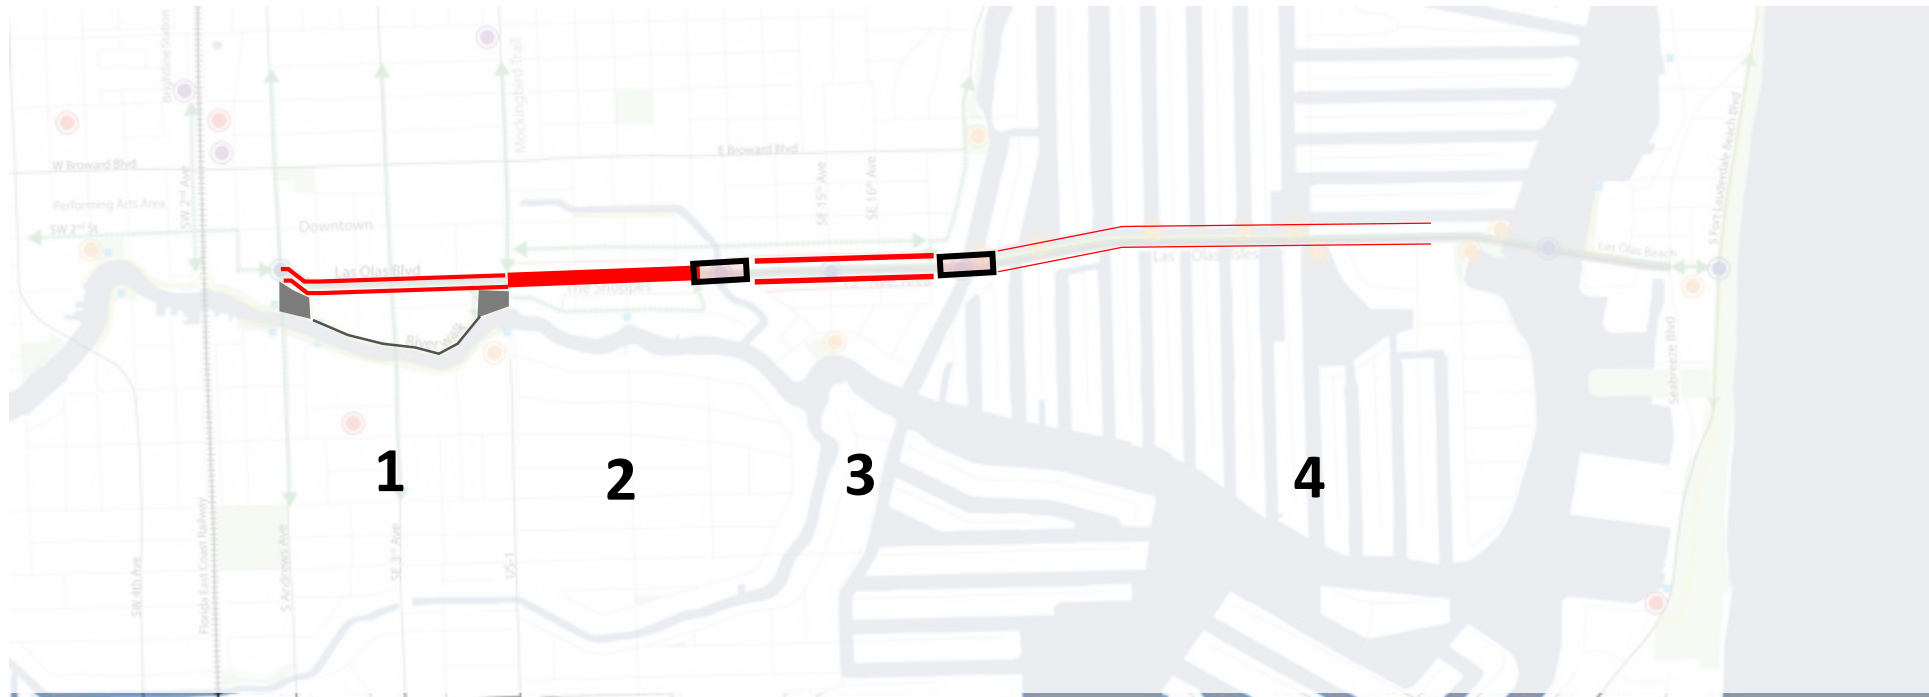 Brightline Station
Mockingbird Trail
W Broward Blvd
E Broward Blvd
SW 2nd Ave
SE 15th Ave
SE 16th Ave
Performing Arts Area
SW 2nd St
Downtown
Las Olas Blvd
The Shoppes
Las Olas Isles
Las Olas Beach
S Fort Lauderdale Beach Blvd
Riverwalk
Seabreeze Blvd
1
2
3
4
SW 4th Ave
Florida East Coast Railway
S Andrews Ave
SE 3rd Ave
US-1